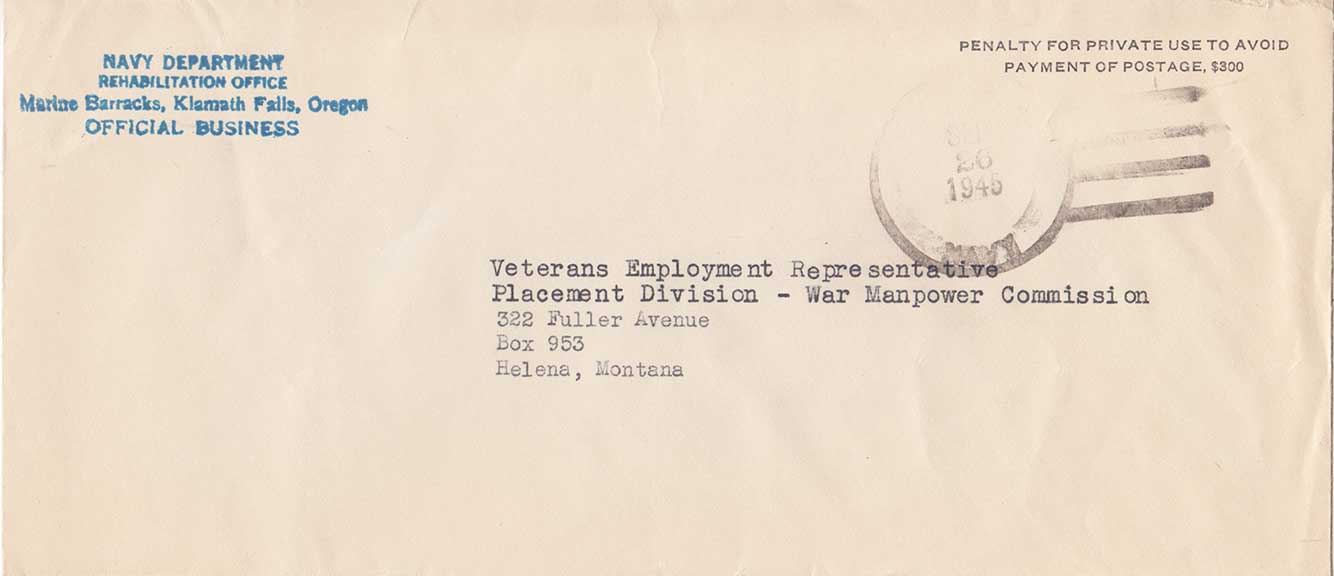 NAVY DEPARTMENT
REHABILITATION OFFICE
Marine Barracks, Klamath Falls, Oregon
OFFICIAL BUSINESS
PENALTY FOR PRIVATE USE TO AVOID
PAYMENT OF POSTAGE, $300
26
1945
NAVY
Veterans Employment Representative
Placement Division - War Manpower Commission
322 Fuller Avenue
Box 953
Helena, Montana